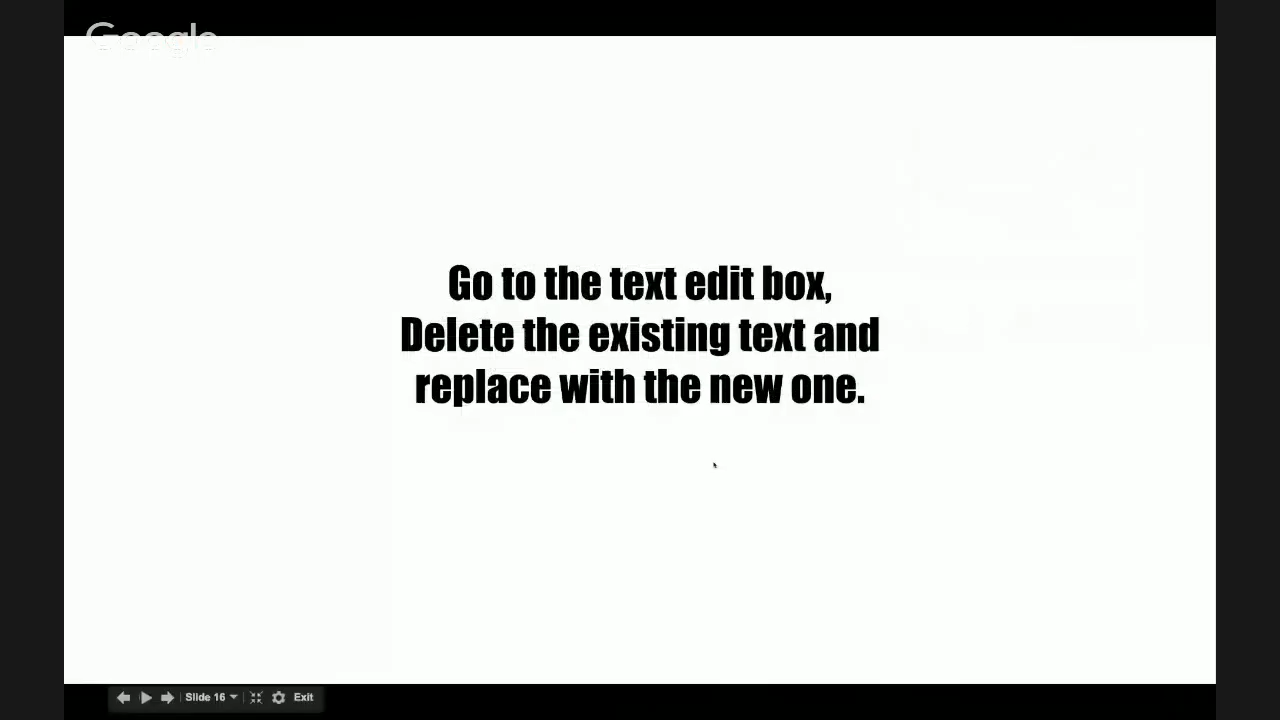 Google
Go to the text edit box,
Delete the existing text and
replace with the new one.
Slide 16
Exit